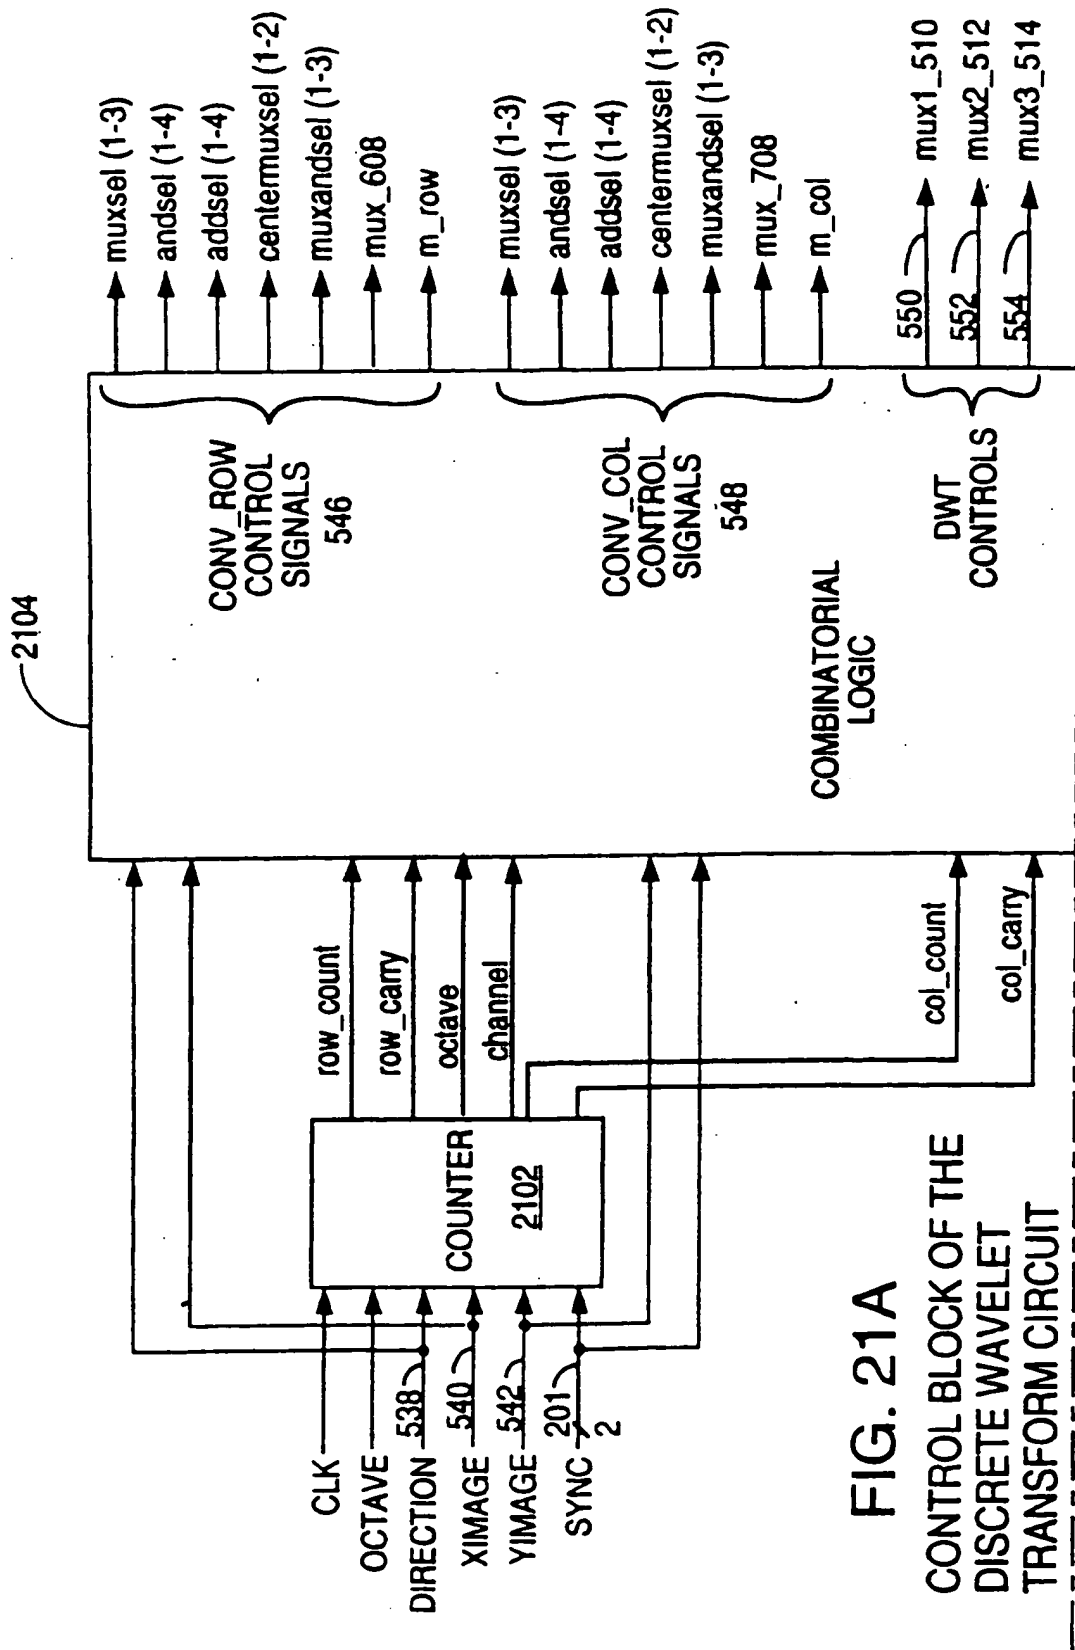 2104
CONV_ROW
CONTROL
SIGNALS
546
muxsel (1-3)
andsel (1-4)
addsel (1-4)
centermuxsel (1-2)
muxandsel (1-3)
mux_608
m_row
CONV_COL
CONTROL
SIGNALS
548
muxsel (1-3)
andsel (1-4)
addsel (1-4)
centermuxsel (1-2)
muxandsel (1-3)
mux_708
m_col
DWT
CONTROLS
550
mux1_510
552
mux2_512
554
mux3_514
COMBINATORIAL
LOGIC
row_count
row_carry
octave
channel
col_count
col_carry
COUNTER
2102
CLK
OCTAVE
DIRECTION
538
XIMAGE
540
YIMAGE
542
SYNC
201
2
FIG. 21A
CONTROL BLOCK OF THE
DISCRETE WAVELET
TRANSFORM CIRCUIT